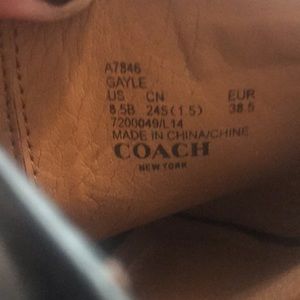 A7846
GAYLE
US CN EUR
8.5B 245(1.5) 38.5
7200049/L14
MADE IN CHINA/CHINE
COACH
NEW YORK